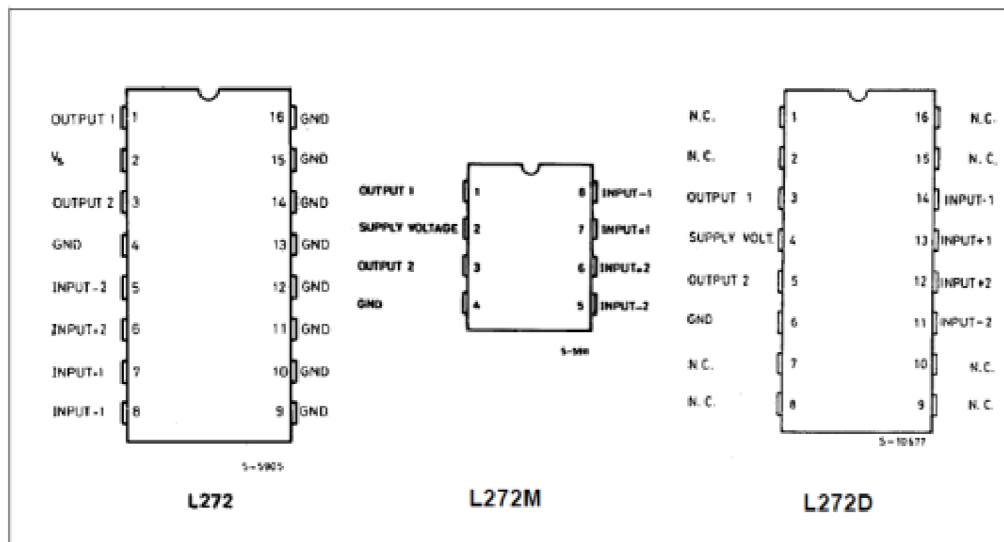 OUTPUT 1 1 16 GND
Vs 2 15 GND
OUTPUT 2 3 14 GND
GND 4 13 GND
INPUT-2 5 12 GND
INPUT+2 6 11 GND
INPUT+1 7 10 GND
INPUT-1 8 9 GND
S-5905
L272
OUTPUT 1 1 8 INPUT-1
SUPPLY VOLTAGE 2 7 INPUT+1
OUTPUT 2 3 6 INPUT+2
GND 4 5 INPUT-2
L272M
N.C. 1 16 N.C.
N.C. 2 15 N.C.
OUTPUT 1 3 14 INPUT-1
SUPPLY VOLT. 4 13 INPUT+1
OUTPUT 2 5 12 INPUT+2
GND 6 11 INPUT-2
N.C. 7 10 N.C.
N.C. 8 9 N.C.
S-10677
L272D